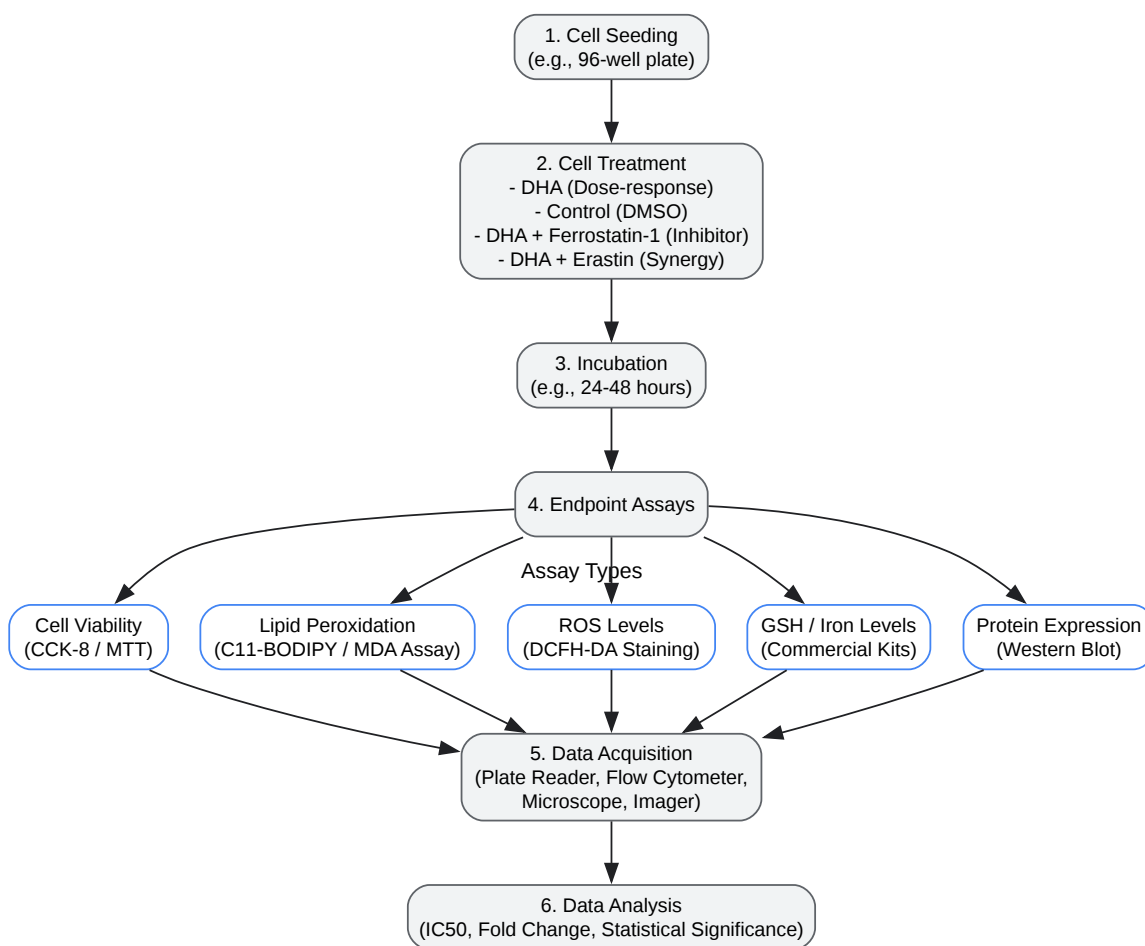 1. Cell Seeding
(e.g., 96-well plate)
2. Cell Treatment
- DHA (Dose-response)
- Control (DMSO)
- DHA + Ferrostatin-1 (Inhibitor)
- DHA + Erastin (Synergy)
3. Incubation
(e.g., 24-48 hours)
4. Endpoint Assays
Assay Types
Cell Viability
(CCK-8 / MTT)
Lipid Peroxidation
(C11-BODIPY / MDA Assay)
ROS Levels
(DCFH-DA Staining)
GSH / Iron Levels
(Commercial Kits)
Protein Expression
(Western Blot)
5. Data Acquisition
(Plate Reader, Flow Cytometer,
Microscope, Imager)
6. Data Analysis
(IC50, Fold Change, Statistical Significance)